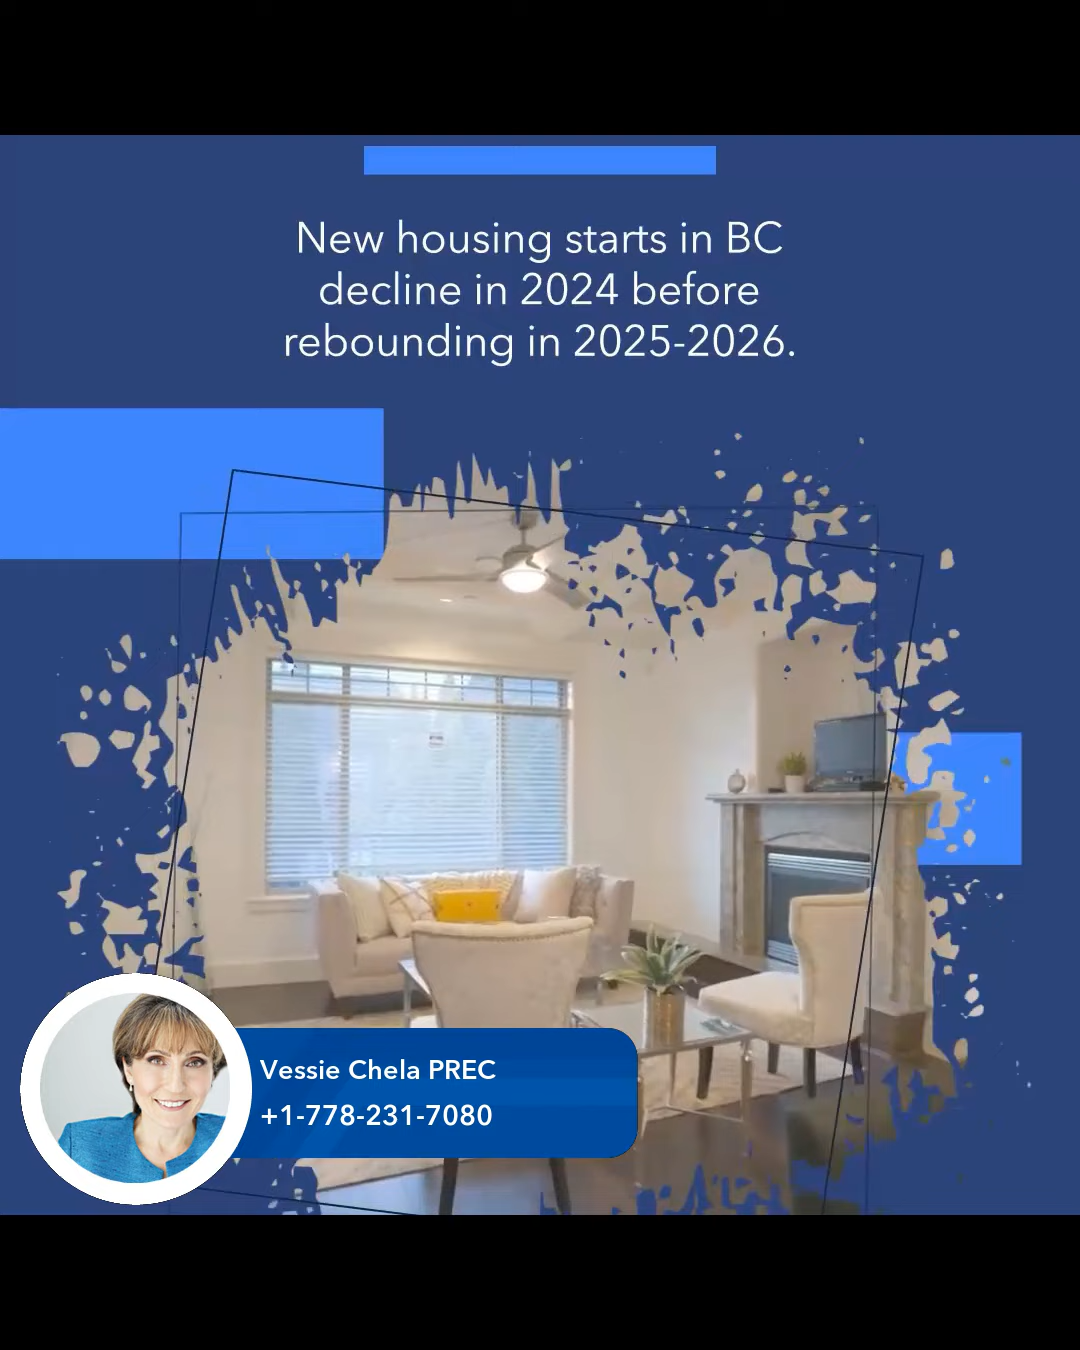 New housing starts in BC
decline in 2024 before
rebounding in 2025-2026.
Vessie Chela PREC
+1-778-231-7080